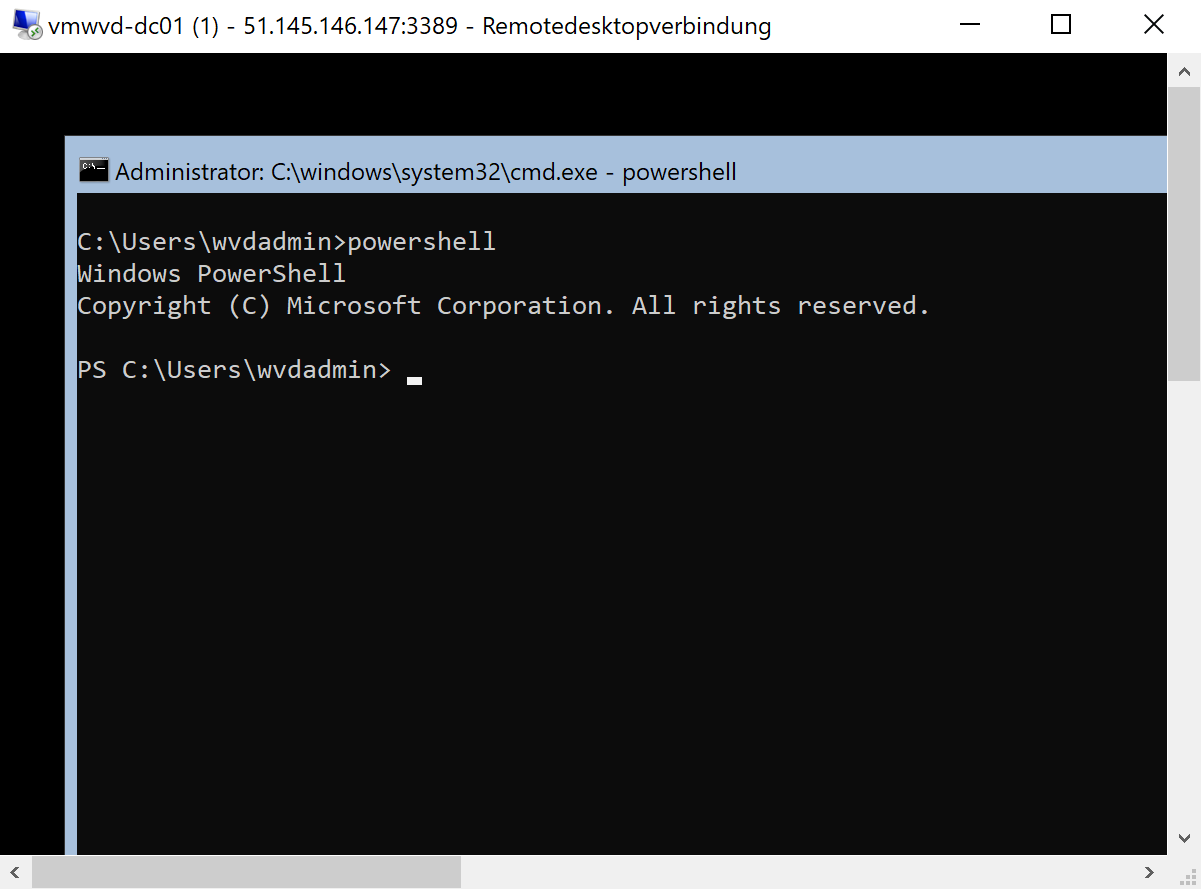 vmwvd-dc01 (1) - 51.145.146.147:3389 - Remotedesktopverbindung
Administrator: C:\windows\system32\cmd.exe - powershell
C:\Users\wvdadmin>powershell
Windows PowerShell
Copyright (C) Microsoft Corporation. All rights reserved.
PS C:\Users\wvdadmin>